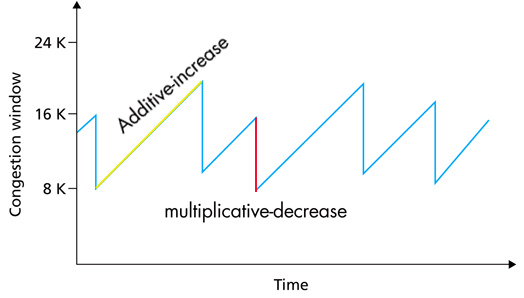 24 K
Additive-increase
16 K
8 K
Congestion window
multiplicative-decrease
Time